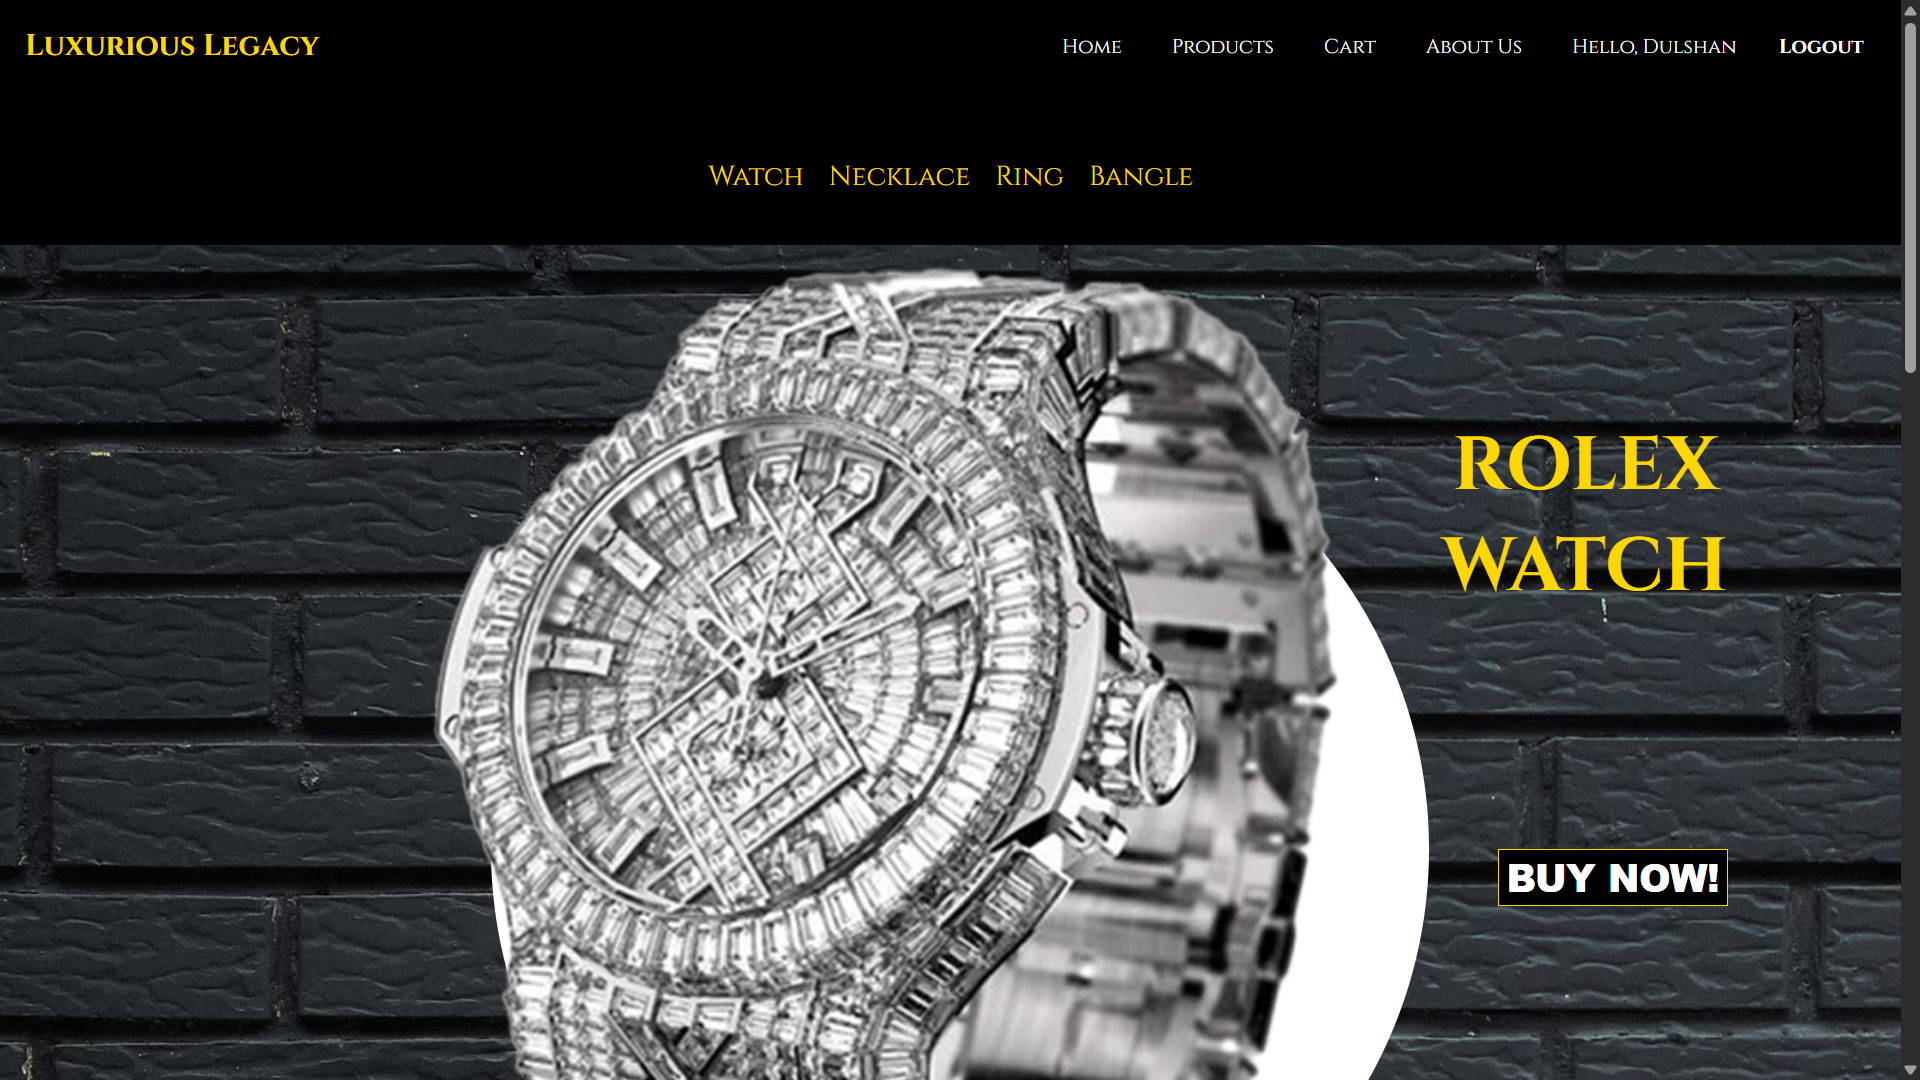 Luxurious Legacy
Home Products Cart About Us Hello, Dulshan Logout
Watch Necklace Ring Bangle
ROLEX
WATCH
BUY NOW!